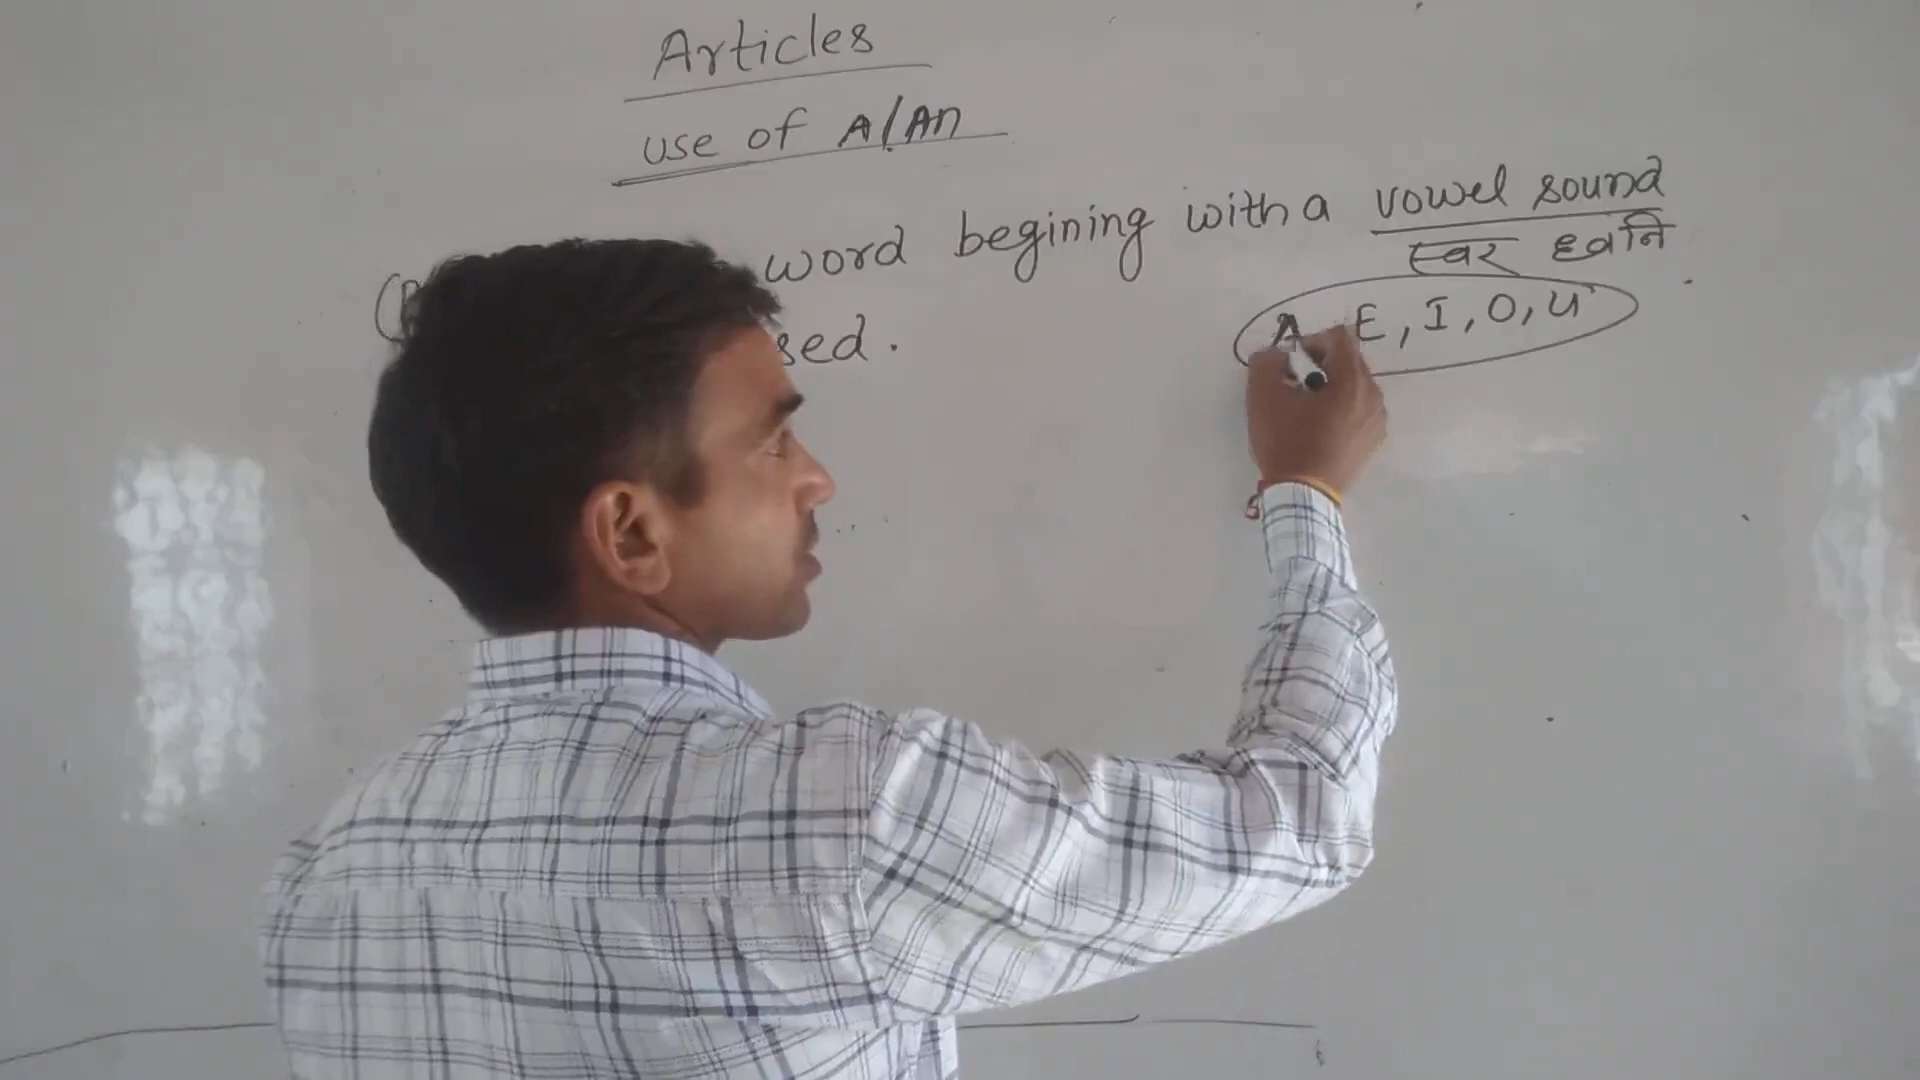 Articles
use of A/An
word begining with a vowel sound
स्वर ध्वनि
A, E, I, O, U
sed.